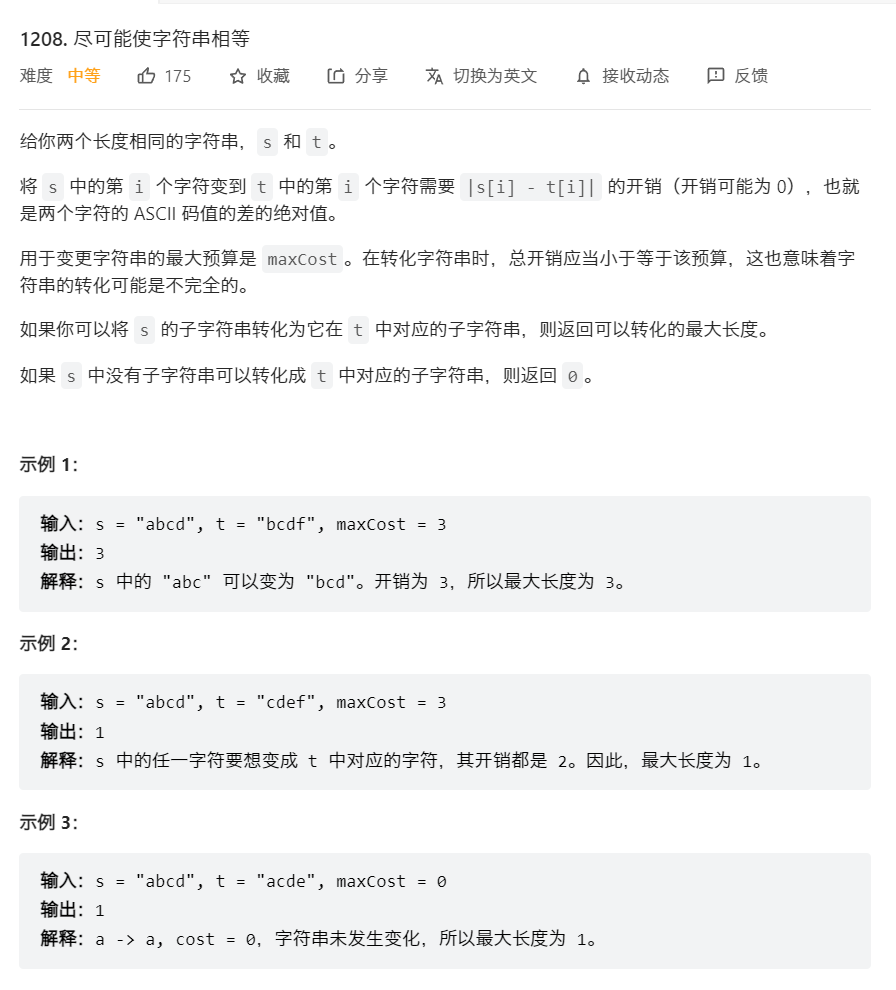 1208. 尽可能使字符串相等
难度 中等 175 收藏 分享 切换为英文 接收动态 反馈
给你两个长度相同的字符串，s 和 t。
将 s 中的第 i 个字符变到 t 中的第 i 个字符需要 |s[i] - t[i]| 的开销（开销可能为 0），也就
是两个字符的 ASCII 码值的差的绝对值。
用于变更字符串的最大预算是 maxCost。在转化字符串时，总开销应当小于等于该预算，这也意味着字
符串的转化可能是不完全的。
如果你可以将 s 的子字符串转化为它在 t 中对应的子字符串，则返回可以转化的最大长度。
如果 s 中没有子字符串可以转化成 t 中对应的子字符串，则返回 0。
示例 1：
输入：s = "abcd", t = "bcdf", maxCost = 3
输出：3
解释：s 中的 "abc" 可以变为 "bcd"。开销为 3，所以最大长度为 3。
示例 2：
输入：s = "abcd", t = "cdef", maxCost = 3
输出：1
解释：s 中的任一字符要想变成 t 中对应的字符，其开销都是 2。因此，最大长度为 1。
示例 3：
输入：s = "abcd", t = "acde", maxCost = 0
输出：1
解释：a -> a, cost = 0，字符串未发生变化，所以最大长度为 1。